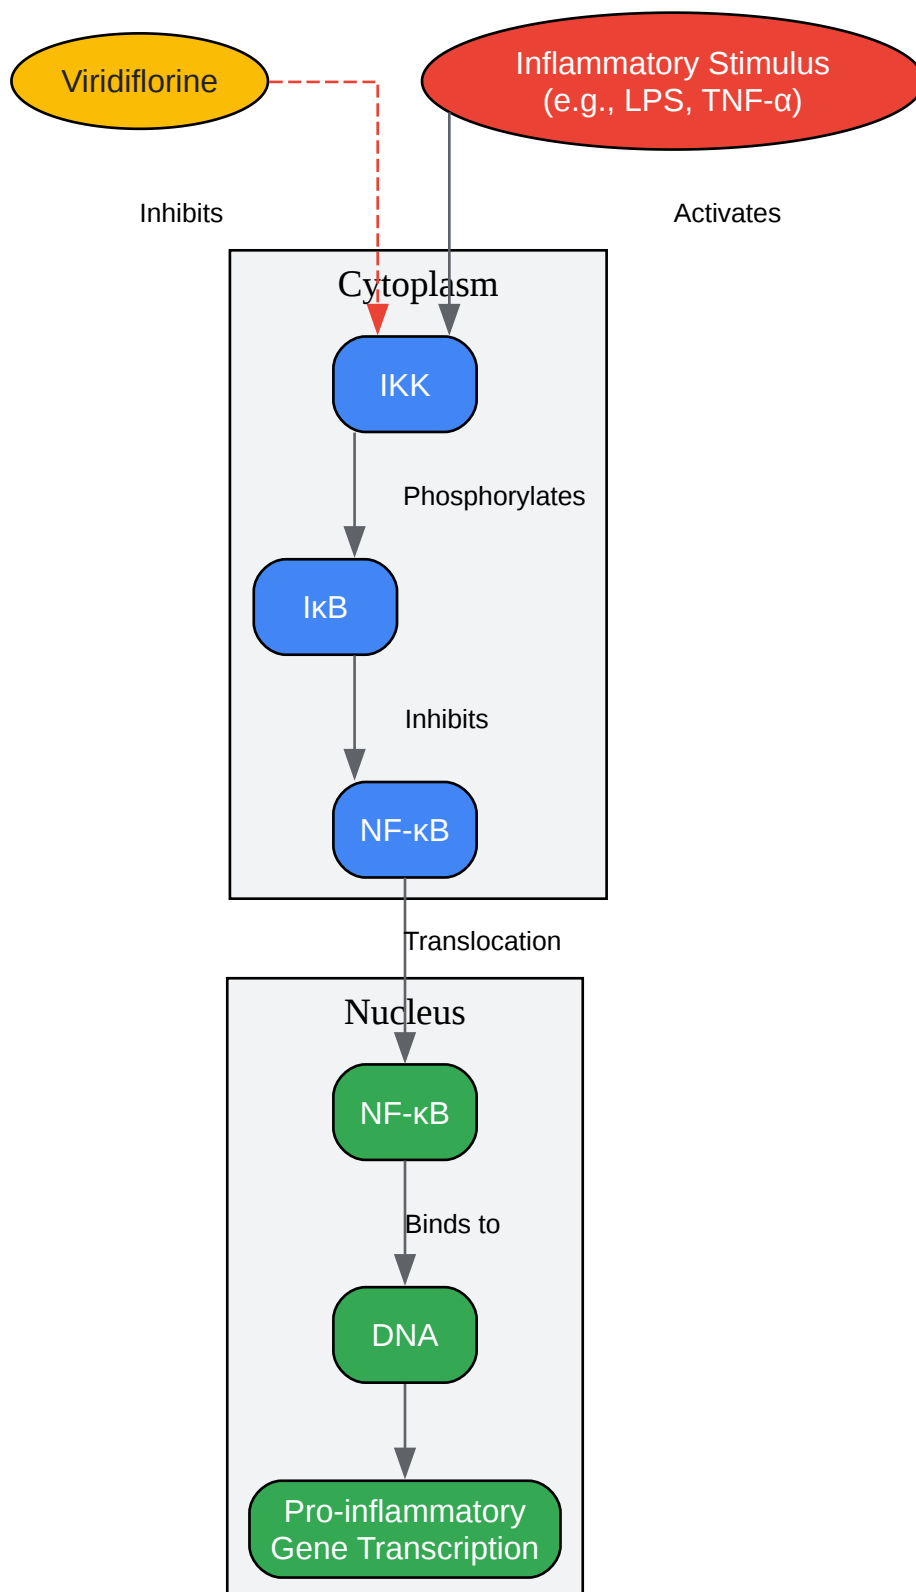 Viridiflorine
Inflammatory Stimulus
(e.g., LPS, TNF-α)
Inhibits
Activates
Cytoplasm
IKK
Phosphorylates
IκB
Inhibits
NF-κB
Translocation
Nucleus
NF-κB
Binds to
DNA
Pro-inflammatory
Gene Transcription